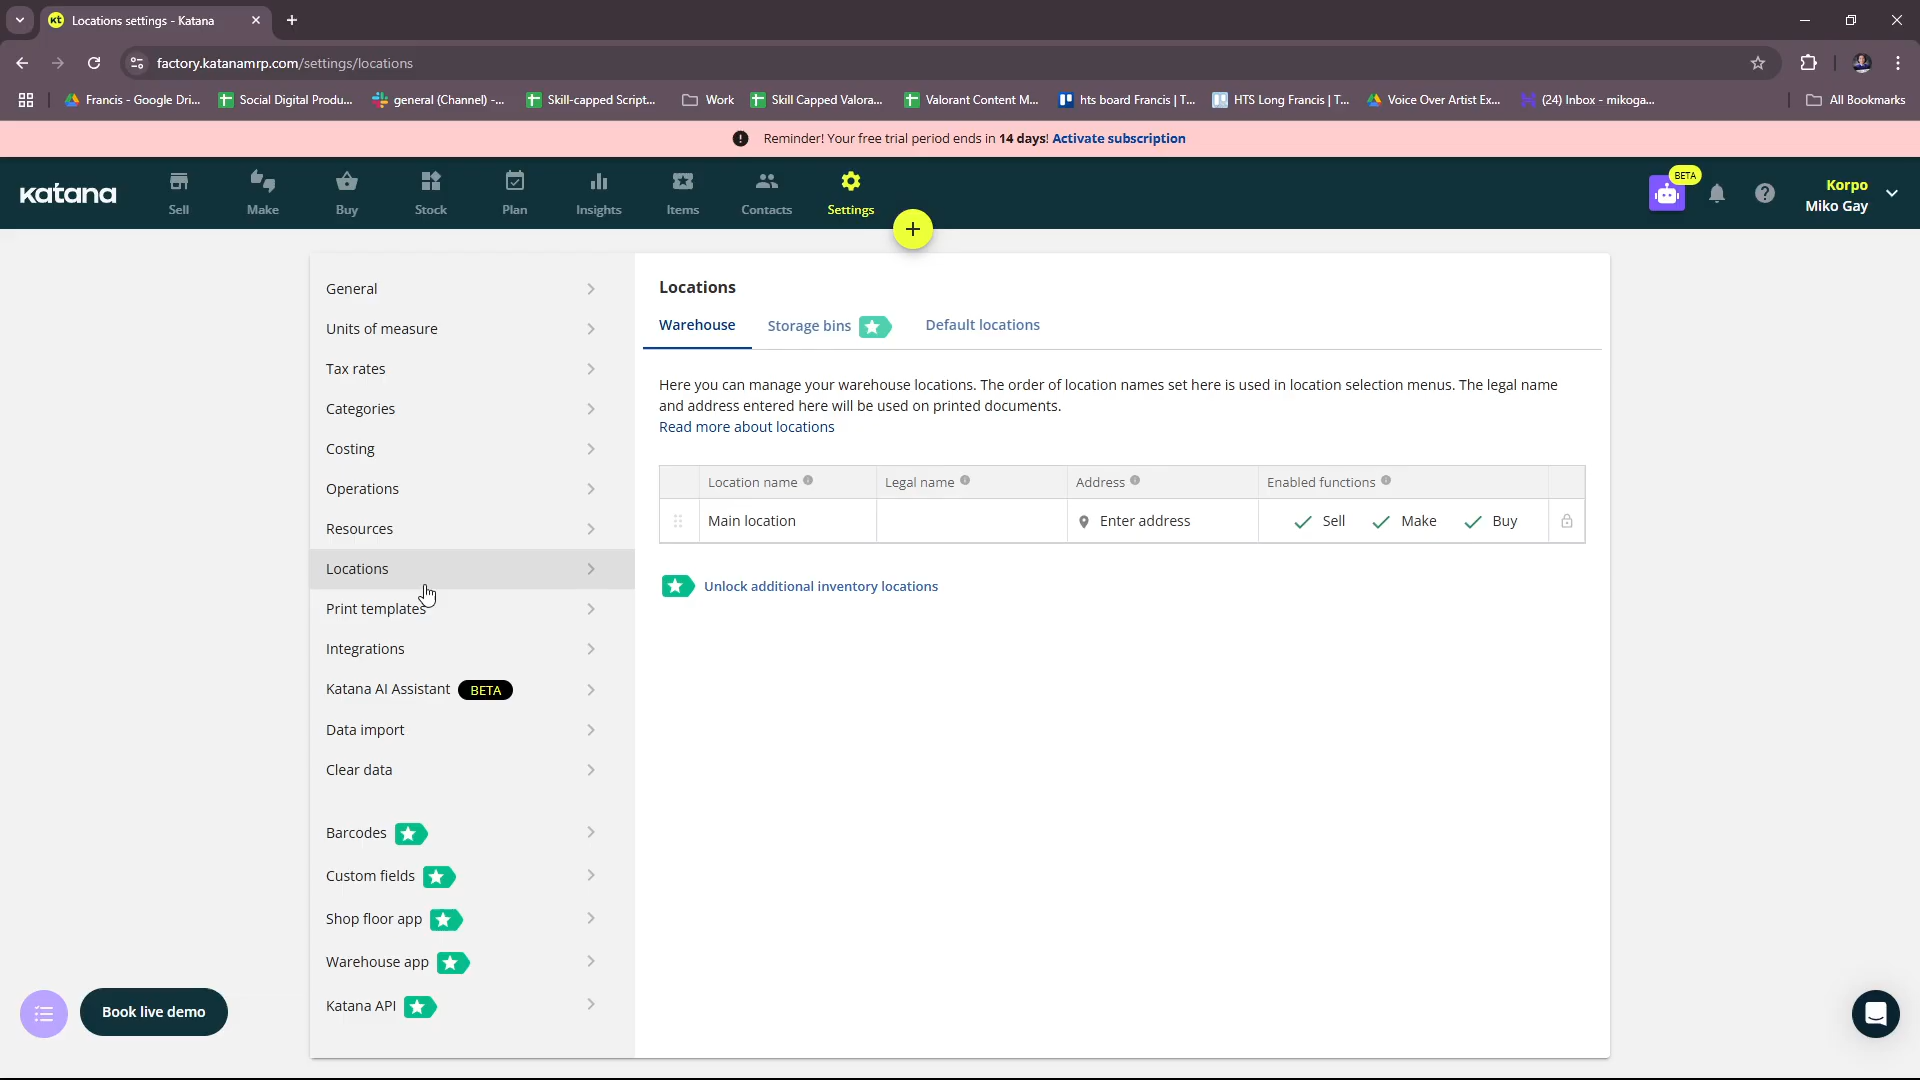 Locations settings - Katana
factory.katanamrp.com/settings/locations
Francis - Google Dri...
Social Digital Produ...
general (Channel) -...
Skill-capped Script...
Work
Skill Capped Valora...
Valorant Content M...
hts board Francis | T...
HTS Long Francis | T...
Voice Over Artist Ex...
(24) Inbox - mikoga...
All Bookmarks
Reminder! Your free trial period ends in 14 days! Activate subscription
katana
Sell
Make
Buy
Stock
Plan
Insights
Items
Contacts
Settings
BETA
Korpo
Miko Gay
General
Units of measure
Tax rates
Categories
Costing
Operations
Resources
Locations
Print templates
Integrations
Katana AI Assistant BETA
Data import
Clear data
Barcodes
Custom fields
Shop floor app
Warehouse app
Katana API
Locations
Warehouse
Storage bins
Default locations
Here you can manage your warehouse locations. The order of location names set here is used in location selection menus. The legal name
and address entered here will be used on printed documents.
Read more about locations
Location name
Legal name
Address
Enabled functions
Main location
Enter address
Sell
Make
Buy
Unlock additional inventory locations
Book live demo